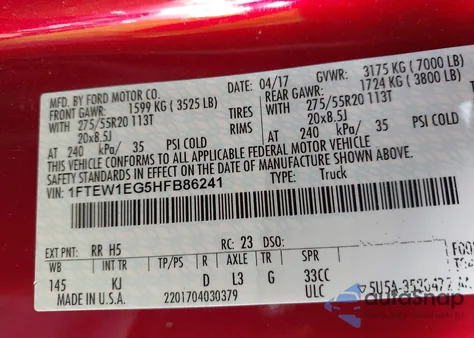 MFD. BY FORD MOTOR CO.
DATE: 04/17 GVWR: 3175 KG ( 7000 LB)
FRONT GAWR: 1599 KG ( 3525 LB) REAR GAWR: 1724 KG ( 3800 LB)
WITH 275/55R20 113T TIRES WITH 275/55R20 113T
20x8.5J RIMS 20x8.5J
AT 240 kPa/ 35 PSI COLD AT 240 kPa/ 35 PSI COLD
THIS VEHICLE CONFORMS TO ALL APPLICABLE FEDERAL MOTOR VEHICLE
SAFETY STANDARDS IN EFFECT ON THE DATE OF MANUFACTURE SHOWN ABOVE.
VIN: 1FTEW1EG5HFB86241 TYPE: Truck
EXT PNT: RR H5 RC: 23 DSO:
WB INT TR R AXLE TR SPR
145 KJ D L3 G 33CC
MADE IN U.S.A. 2201704030379 ULC
autosnap